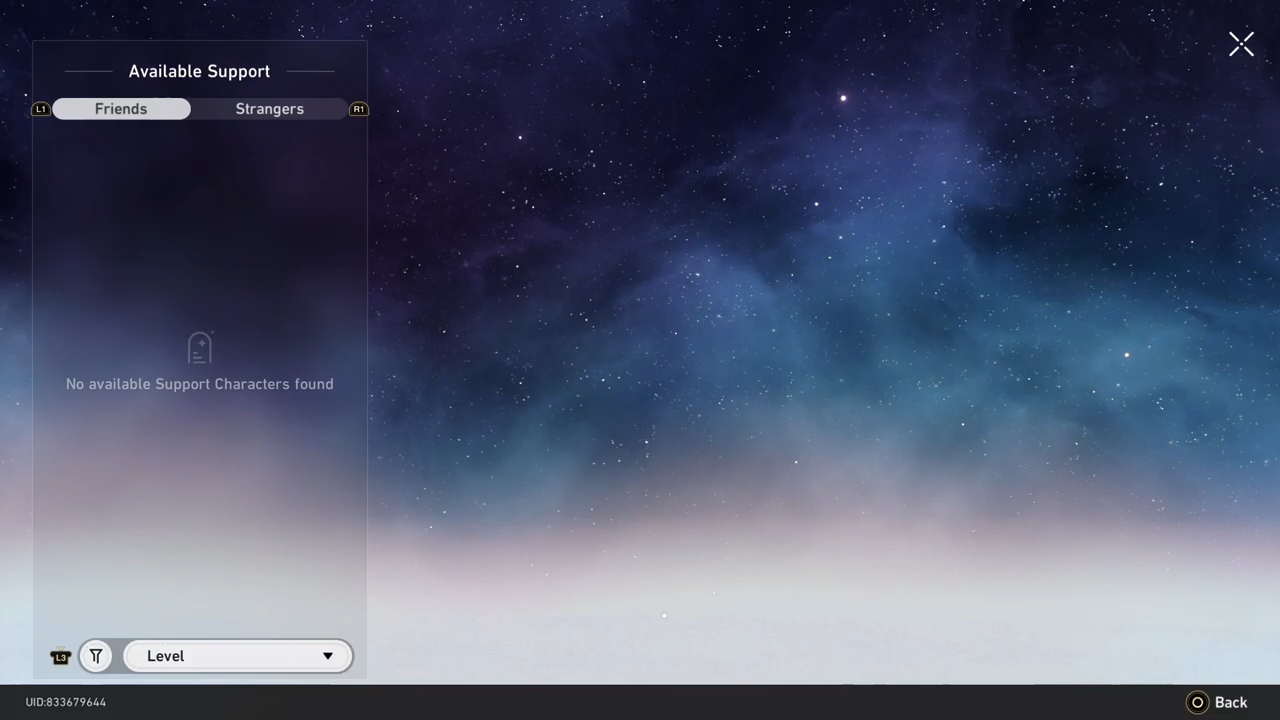 Available Support
L1 Friends Strangers R1
No available Support Characters found
L3 Level
UID:833679644
Back